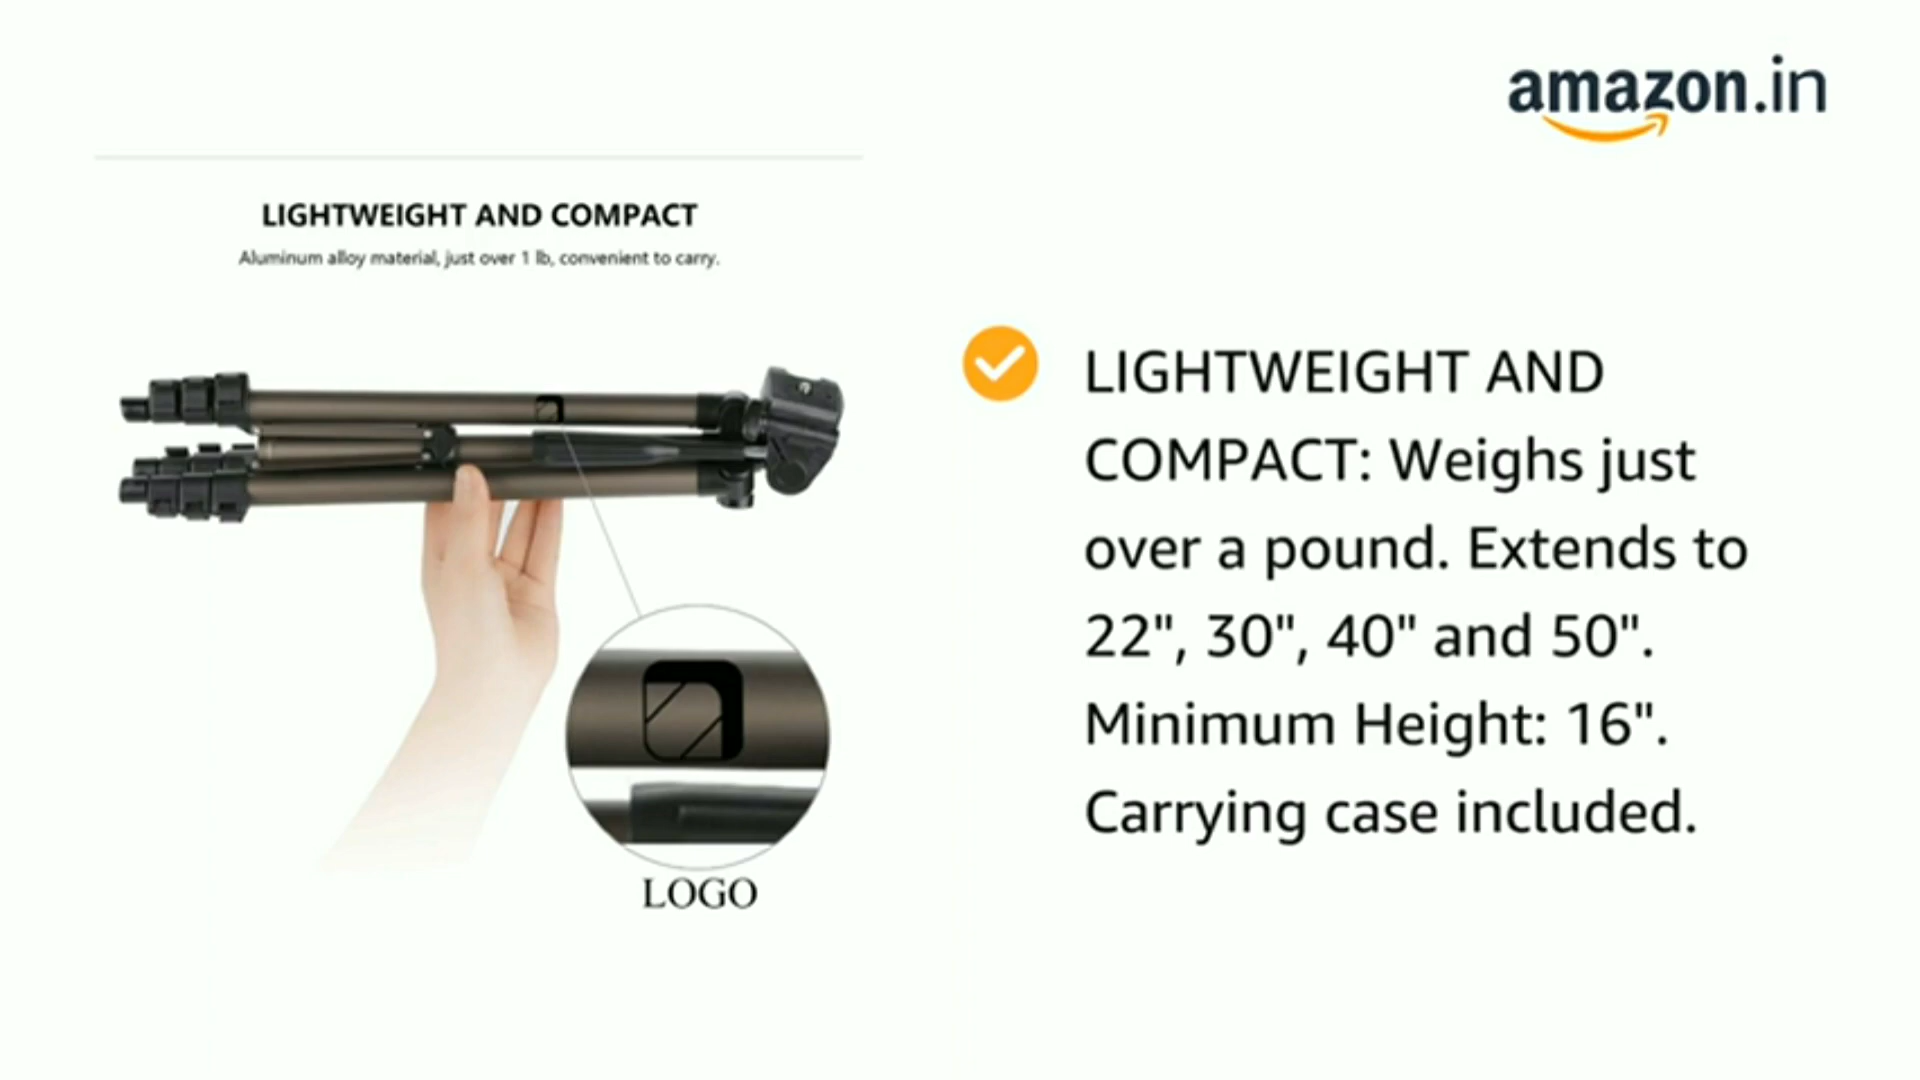 amazon.in
LIGHTWEIGHT AND COMPACT
Aluminum alloy material, just over 1 lb, convenient to carry.
LOGO
LIGHTWEIGHT AND
COMPACT: Weighs just
over a pound. Extends to
22", 30", 40" and 50".
Minimum Height: 16".
Carrying case included.